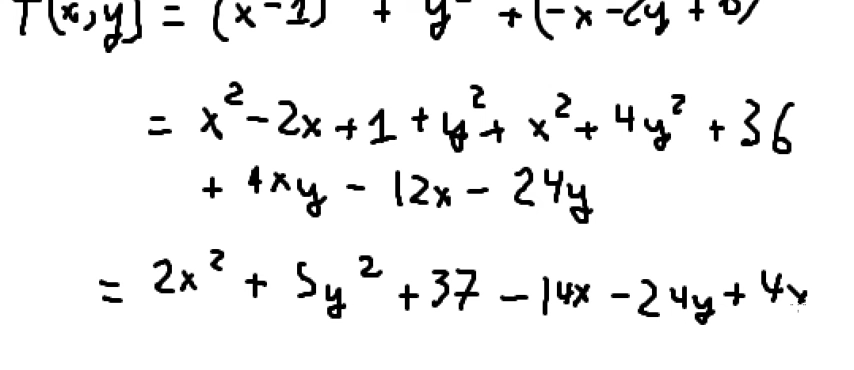 f(x,y) = (x-1) + y + (-x-2y+6)
= x²-2x+1+y²+x²+4y²+36
+ 4xy - 12x - 24y
= 2x² + 5y² +37 -14x -24y + 4x